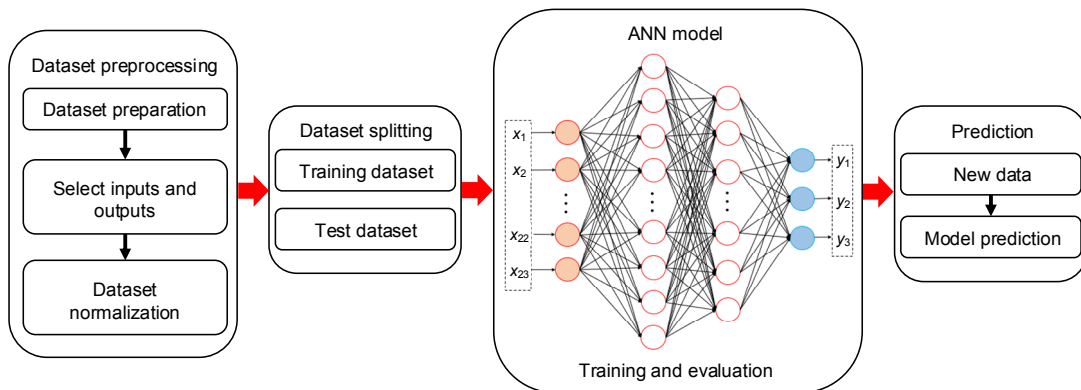 Dataset preprocessing
Dataset preparation
Select inputs and
outputs
Dataset
normalization
Dataset splitting
Training dataset
Test dataset
ANN model
x1
x2
x22
x23
y1
y2
y3
Training and evaluation
Prediction
New data
Model prediction